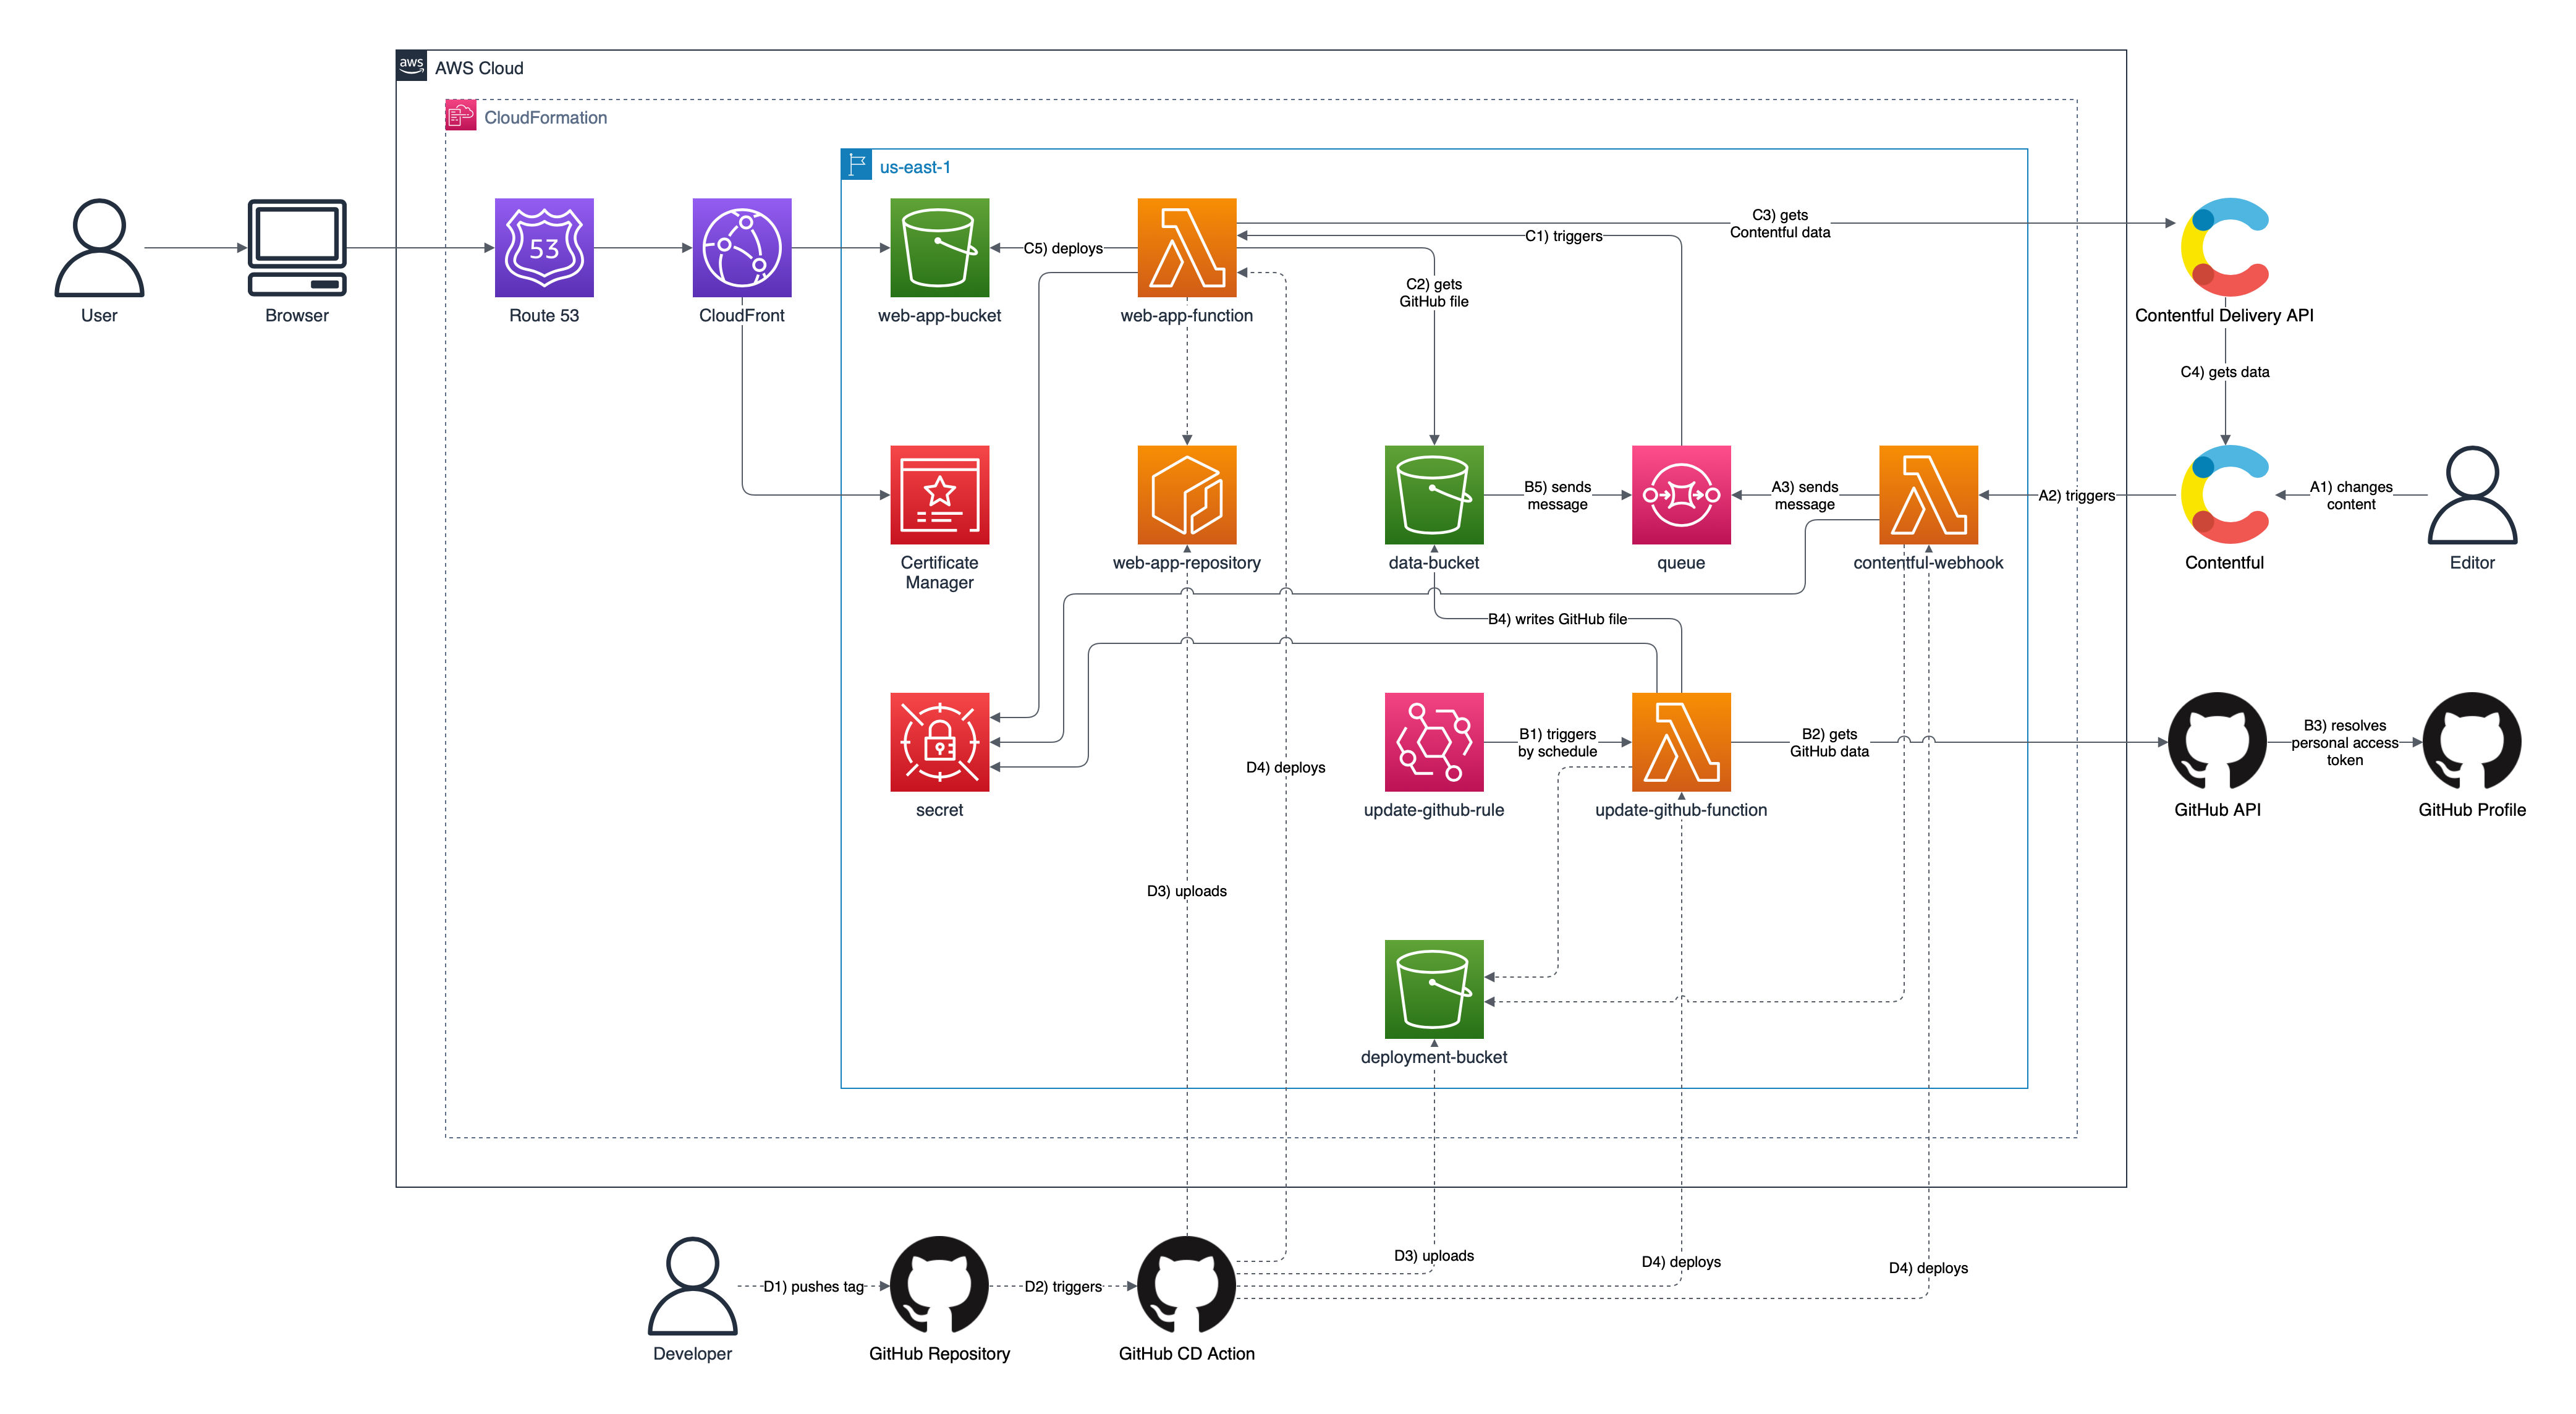 aws
AWS Cloud
CloudFormation
us-east-1
53
User
Browser
Route 53
CloudFront
web-app-bucket
C5) deploys
web-app-function
C1) triggers
C2) gets
GitHub file
C3) gets
Contentful data
Contentful Delivery API
C4) gets data
Certificate
Manager
web-app-repository
data-bucket
B5) sends
message
queue
A3) sends
message
contentful-webhook
A2) triggers
Contentful
A1) changes
content
Editor
B4) writes GitHub file
secret
D4) deploys
update-github-rule
B1) triggers
by schedule
update-github-function
B2) gets
GitHub data
GitHub API
B3) resolves
personal access
token
GitHub Profile
D3) uploads
deployment-bucket
Developer
D1) pushes tag
GitHub Repository
D2) triggers
GitHub CD Action
D3) uploads
D4) deploys
D4) deploys